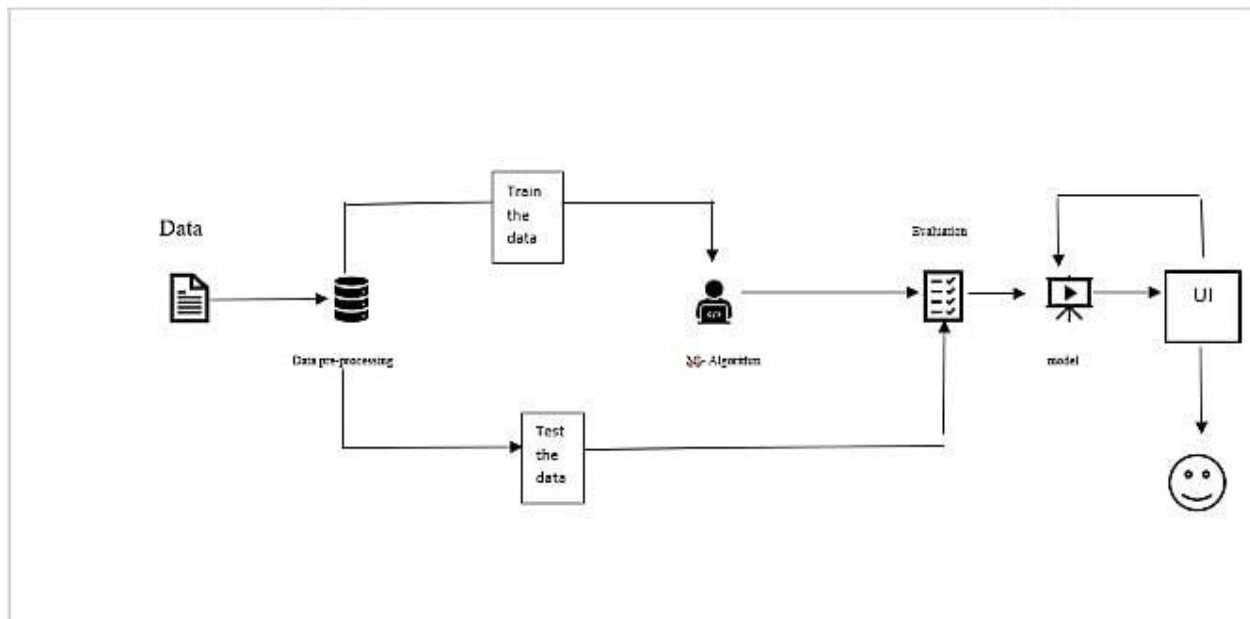 Data
Train
the
data
Evaluation
UI
Data pre-processing
Algorithm
model
Test
the
data